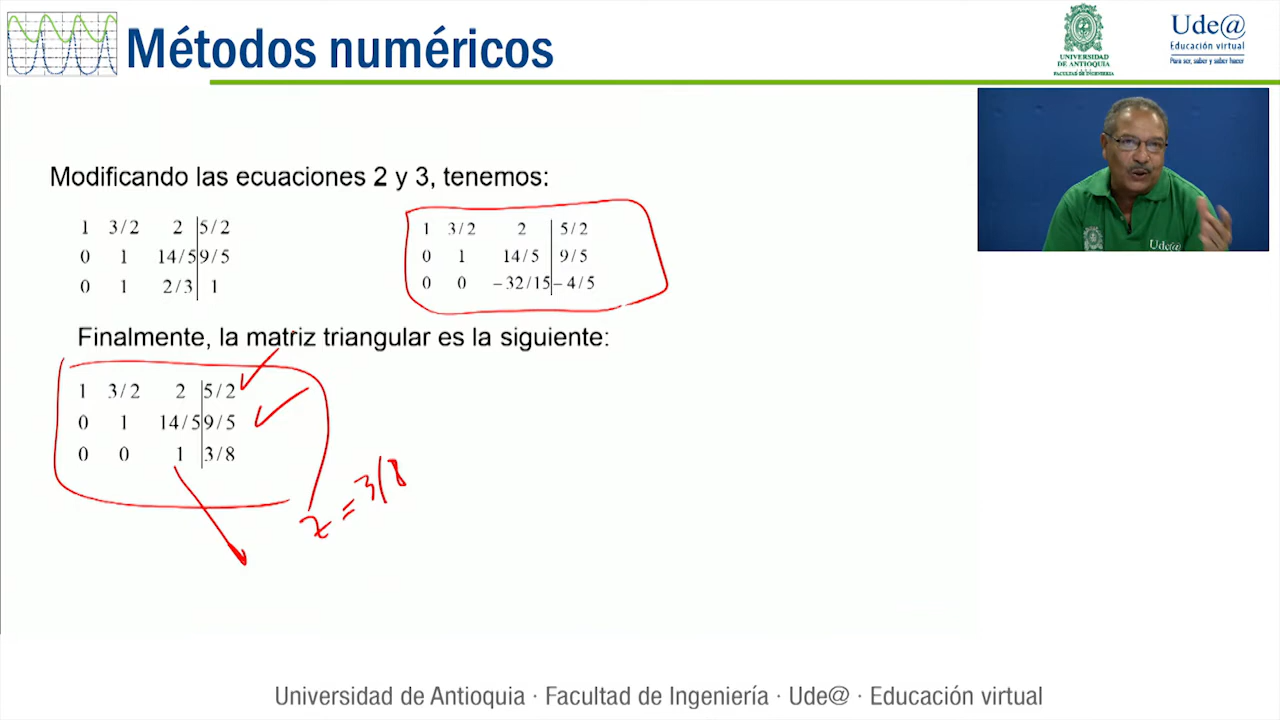 Métodos numéricos
UNIVERSIDAD
DE ANTIOQUIA
FACULTAD DE INGENIERÍA
Ude@
Educación virtual
Para ser, saber y saber hacer
Modificando las ecuaciones 2 y 3, tenemos:
1 3/2 2 | 5/2
0 1 14/5 | 9/5
0 1 2/3 | 1
1 3/2 2 | 5/2
0 1 14/5 | 9/5
0 0 −32/15 | −4/5
Ude@
Finalmente, la matriz triangular es la siguiente:
1 3/2 2 | 5/2
0 1 14/5 | 9/5
0 0 1 | 3/8
z = 3/8
Universidad de Antioquia · Facultad de Ingeniería · Ude@ · Educación virtual